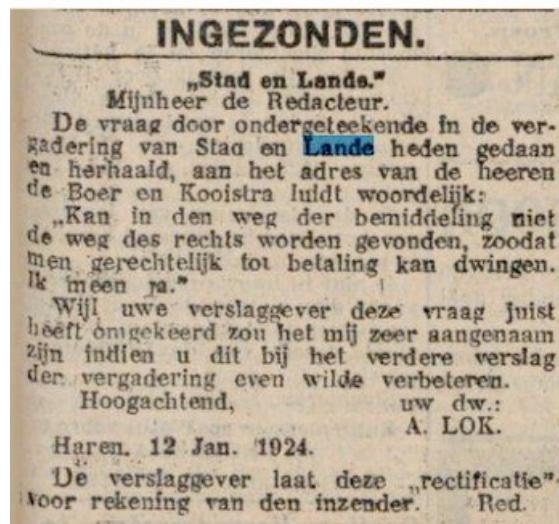 INGEZONDEN.
„Stad en Lande."
Mijnheer de Redacteur.
De vraag door ondergeteekende in de ver-
gadering van Stad en Lande heden gedaan
en herhaald, aan het adres van de heeren
de Boer en Kooistra luidt woordelijk:
„Kan in den weg der bemiddeling niet
de weg des rechts worden gevonden, zoodat
men gerechtelijk tot betaling kan dwingen.
Ik meen ja."
Wijl uwe verslaggever deze vraag juist
heeft omgekeerd zou het mij zeer aangenaam
zijn indien u dit bij het verdere verslag
der vergadering even wilde verbeteren.
Hoogachtend, uw dw.:
A. LOK.
Haren. 12 Jan. 1924.
De verslaggever laat deze „rectificatie"
voor rekening van den inzender. Red.